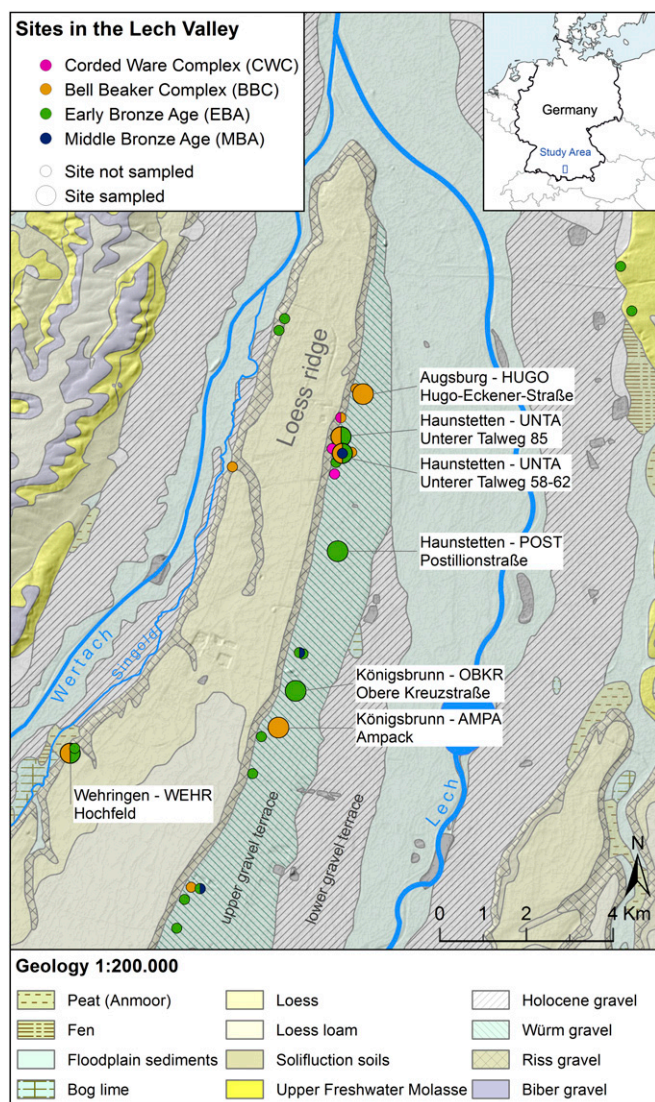 Sites in the Lech Valley
Corded Ware Complex (CWC)
Bell Beaker Complex (BBC)
Early Bronze Age (EBA)
Middle Bronze Age (MBA)
Site not sampled
Site sampled
Germany
Study Area
Loess ridge
Augsburg - HUGO
Hugo-Eckener-Straße
Haunstetten - UNTA
Unterer Talweg 85
Haunstetten - UNTA
Unterer Talweg 58-62
Haunstetten - POST
Postillionstraße
Wertach
Singold
Königsbrunn - OBKR
Obere Kreuzstraße
Königsbrunn - AMPA
Ampack
Lech
Wehringen - WEHR
Hochfeld
upper gravel terrace
lower gravel terrace
N
0 1 2 4 Km
Geology 1:200.000
Peat (Anmoor)
Fen
Floodplain sediments
Bog lime
Loess
Loess loam
Solifluction soils
Upper Freshwater Molasse
Holocene gravel
Würm gravel
Riss gravel
Biber gravel